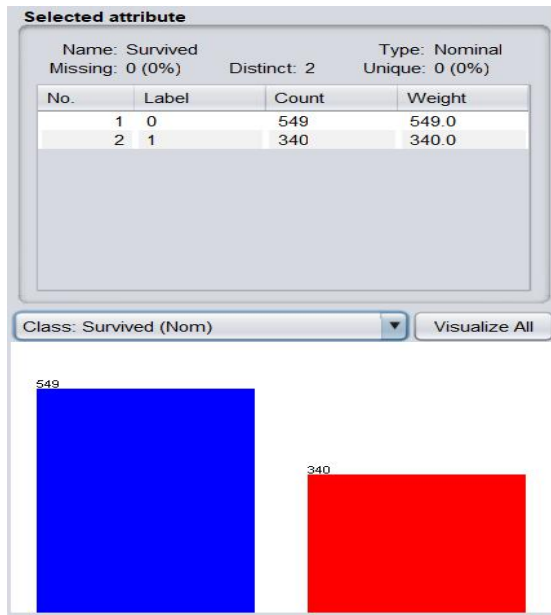 Selected attribute
Name: Survived Type: Nominal
Missing: 0 (0%) Distinct: 2 Unique: 0 (0%)
No. Label Count Weight
1 0 549 549.0
2 1 340 340.0
Class: Survived (Nom) Visualize All
549
340